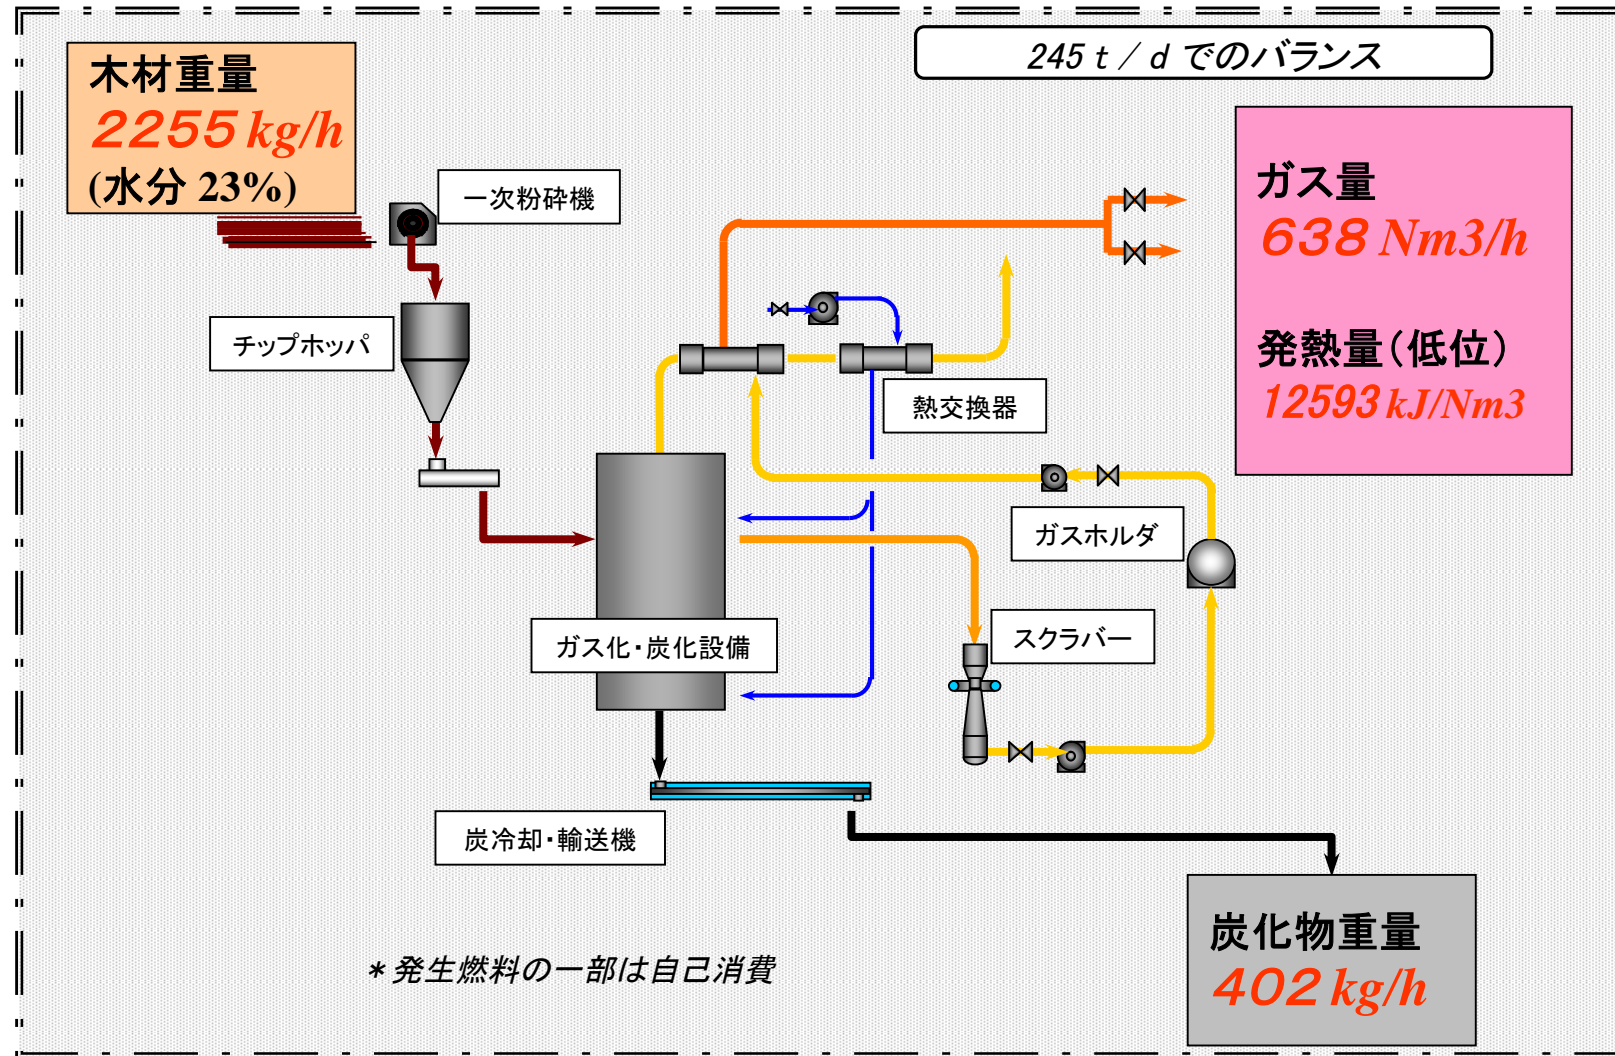 245 t / d でのバランス
木材重量
2255 kg/h
(水分 23%)
一次粉砕機
ガス量
638 Nm3/h
発熱量(低位)
12593 kJ/Nm3
チップホッパ
熱交換器
ガスホルダ
スクラバー
ガス化・炭化設備
炭冷却・輸送機
炭化物重量
402 kg/h
*発生燃料の一部は自己消費